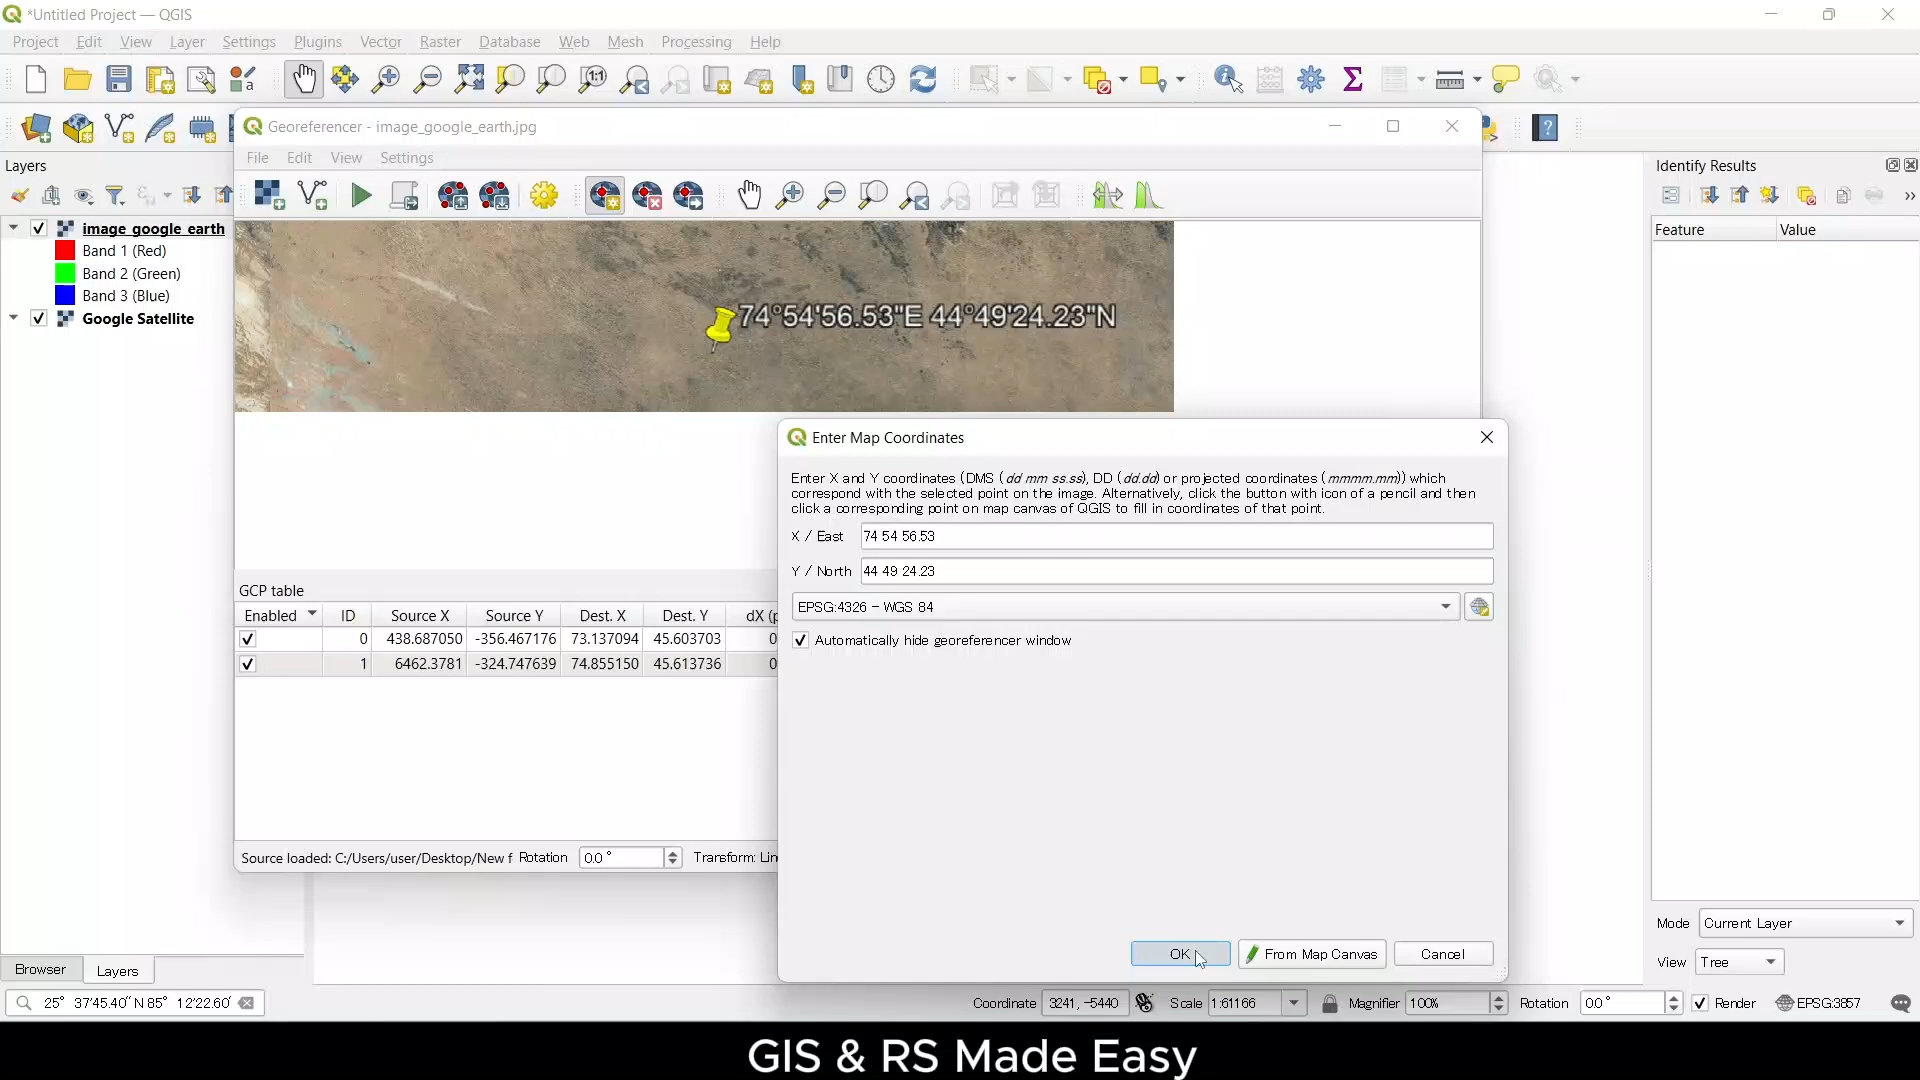 *Untitled Project — QGIS
Project Edit View Layer Settings Plugins Vector Raster Database Web Mesh Processing Help
Georeferencer - image_google_earth.jpg
File Edit View Settings
Layers
image google earth
Band 1 (Red)
Band 2 (Green)
Band 3 (Blue)
Google Satellite
74°54'56.53"E 44°49'24.23"N
Identify Results
Feature Value
Enter Map Coordinates
Enter X and Y coordinates (DMS (dd mm ss.ss), DD (dd.dd) or projected coordinates (mmmm.mm)) which
correspond with the selected point on the image. Alternatively, click the button with icon of a pencil and then
click a corresponding point on map canvas of QGIS to fill in coordinates of that point.
X / East 74 54 56.53
Y / North 44 49 24.23
EPSG:4326 - WGS 84
Automatically hide georeferencer window
OK From Map Canvas Cancel
GCP table
Enabled ID Source X Source Y Dest. X Dest. Y dX (p
0 438.687050 -356.467176 73.137094 45.603703 0
1 6462.3781 -324.747639 74.855150 45.613736 0
Source loaded: C:/Users/user/Desktop/New f Rotation 0.0 ° Transform: Lin
Mode Current Layer
View Tree
Browser Layers
25° 37'45.40" N 85° 12'22.60' Coordinate 3241, -5440 Scale 1:61166 Magnifier 100% Rotation 0.0 ° Render EPSG:3857
GIS & RS Made Easy